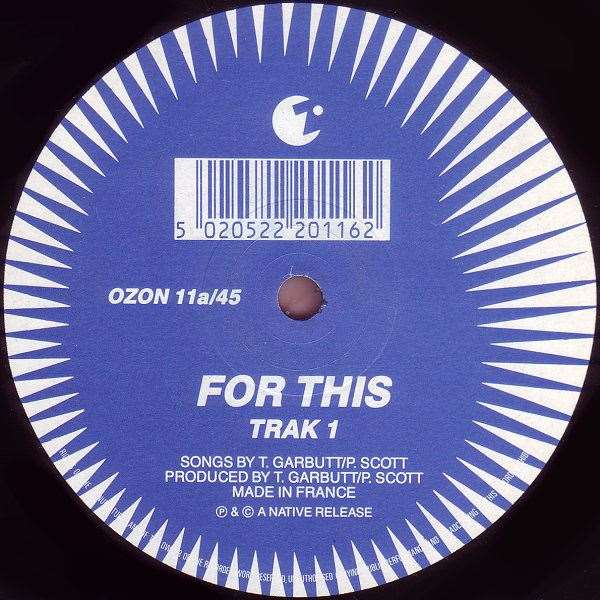 5 020522 201162
OZON 11a/45
FOR THIS
TRAK 1
SONGS BY T. GARBUTT/P. SCOTT
PRODUCED BY T. GARBUTT/P. SCOTT
MADE IN FRANCE
℗ & © A NATIVE RELEASE